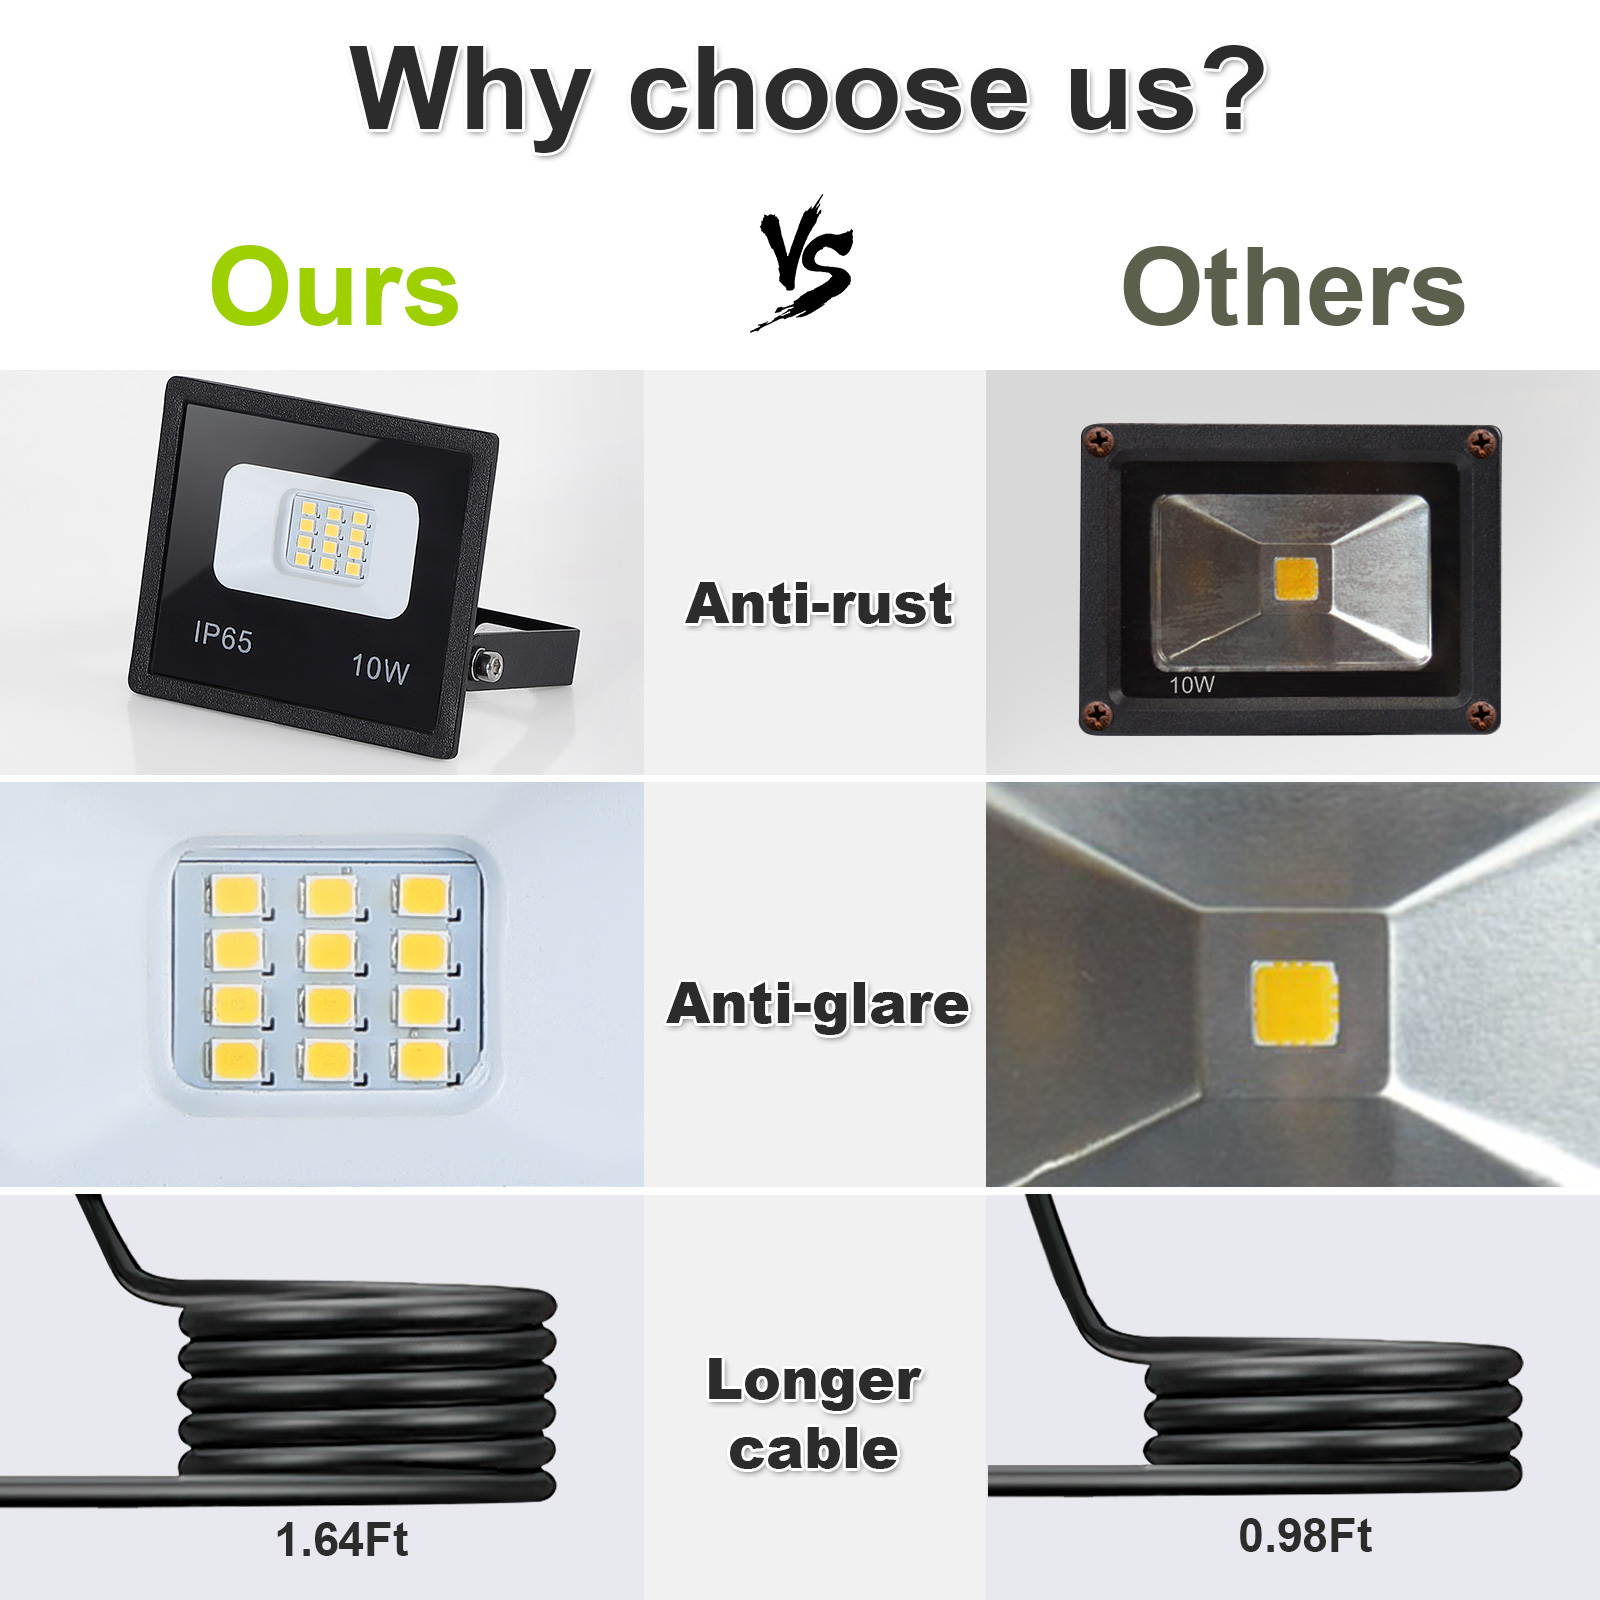 Why choose us?
Ours
VS
Others
IP65
10W
Anti-rust
10W
Anti-glare
Longer
cable
1.64Ft
0.98Ft